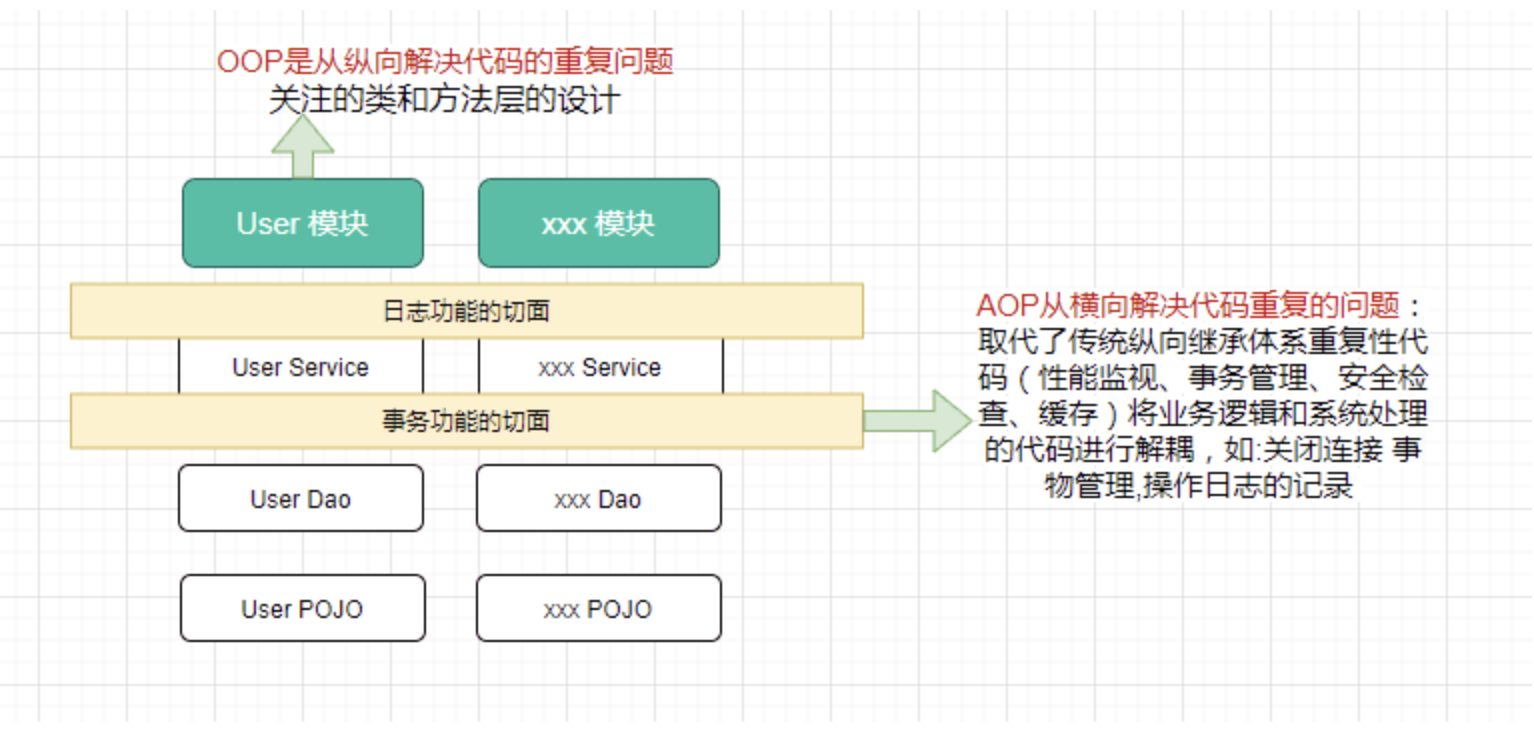 OOP是从纵向解决代码的重复问题
关注的类和方法层的设计
User 模块
xxx 模块
日志功能的切面
User Service
xxx Service
事务功能的切面
User Dao
xxx Dao
User POJO
xxx POJO
AOP从横向解决代码重复的问题：
取代了传统纵向继承体系重复性代
码（性能监视、事务管理、安全检
查、缓存）将业务逻辑和系统处理
的代码进行解耦，如:关闭连接 事
物管理,操作日志的记录